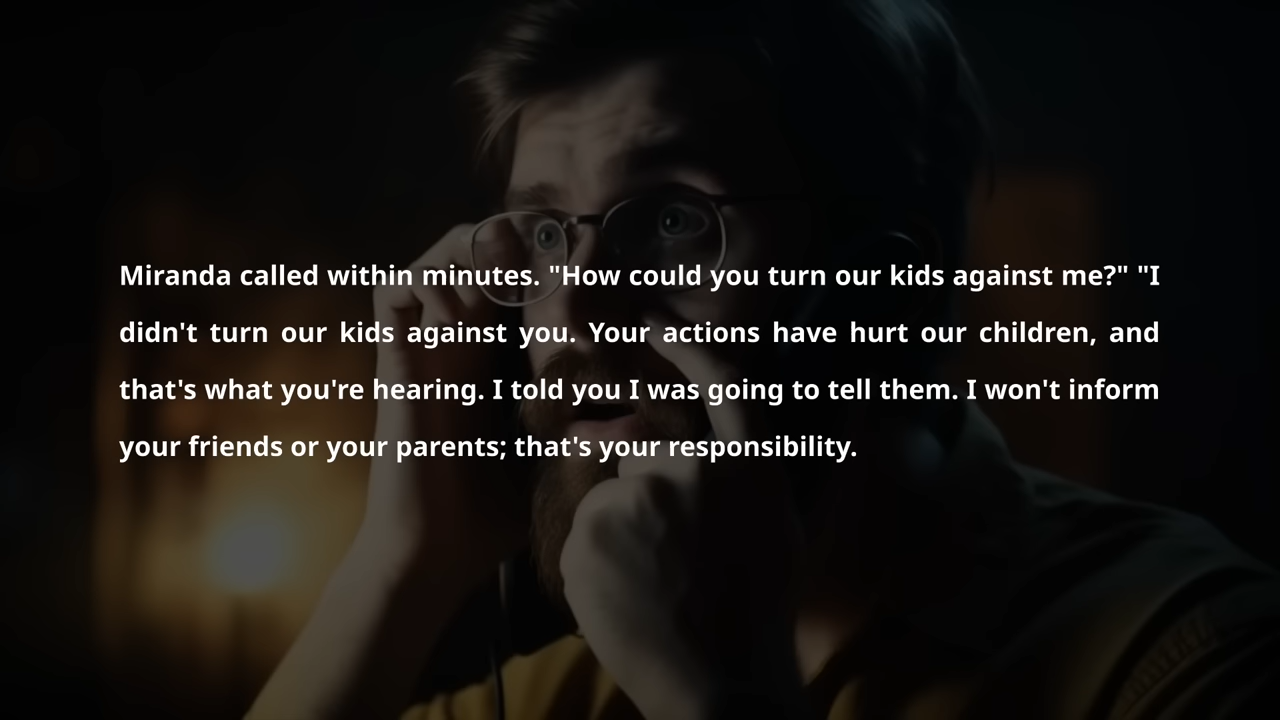 Miranda called within minutes. "How could you turn our kids against me?" "I
didn't turn our kids against you. Your actions have hurt our children, and
that's what you're hearing. I told you I was going to tell them. I won't inform
your friends or your parents; that's your responsibility.